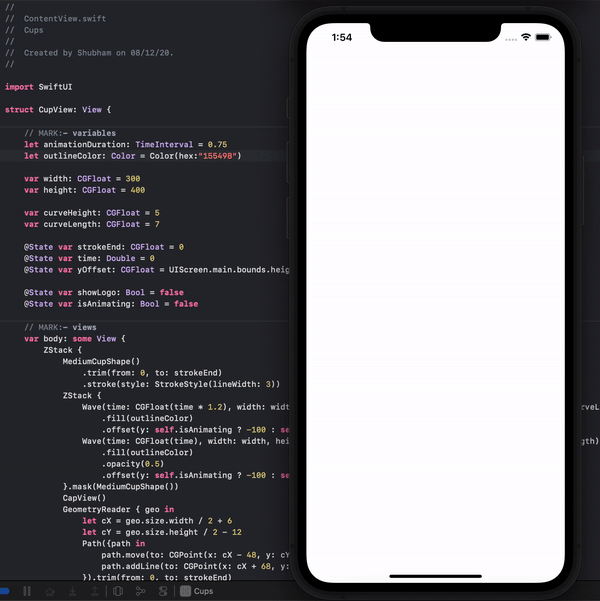 //
//  ContentView.swift
//  Cups
//
//  Created by Shubham on 08/12/20.
//
import SwiftUI
struct CupView: View {
// MARK:- variables
let animationDuration: TimeInterval = 0.75
let outlineColor: Color = Color(hex:"155498")
var width: CGFloat = 300
var height: CGFloat = 400
var curveHeight: CGFloat = 5
var curveLength: CGFloat = 7
@State var strokeEnd: CGFloat = 0
@State var time: Double = 0
@State var yOffset: CGFloat = UIScreen.main.bounds.heig
@State var showLogo: Bool = false
@State var isAnimating: Bool = false
// MARK:- views
var body: some View {
ZStack {
MediumCupShape()
.trim(from: 0, to: strokeEnd)
.stroke(style: StrokeStyle(lineWidth: 3))
ZStack {
Wave(time: CGFloat(time * 1.2), width: widt
.fill(outlineColor)
.offset(y: self.isAnimating ? -100 : se
Wave(time: CGFloat(time), width: width, hei
.fill(outlineColor)
.opacity(0.5)
.offset(y: self.isAnimating ? -100 : se
}.mask(MediumCupShape())
CapView()
GeometryReader { geo in
let cX = geo.size.width / 2 + 6
let cY = geo.size.height / 2 - 12
Path({path in
path.move(to: CGPoint(x: cX - 48, y: cY
path.addLine(to: CGPoint(x: cX + 68, y:
}).trim(from: 0, to: strokeEnd)
Cups
1:54
rveL
gth)